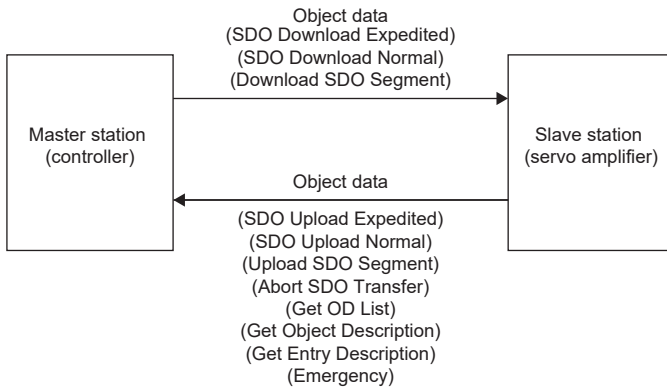 Object data
(SDO Download Expedited)
(SDO Download Normal)
(Download SDO Segment)
Master station
(controller)
Slave station
(servo amplifier)
Object data
(SDO Upload Expedited)
(SDO Upload Normal)
(Upload SDO Segment)
(Abort SDO Transfer)
(Get OD List)
(Get Object Description)
(Get Entry Description)
(Emergency)